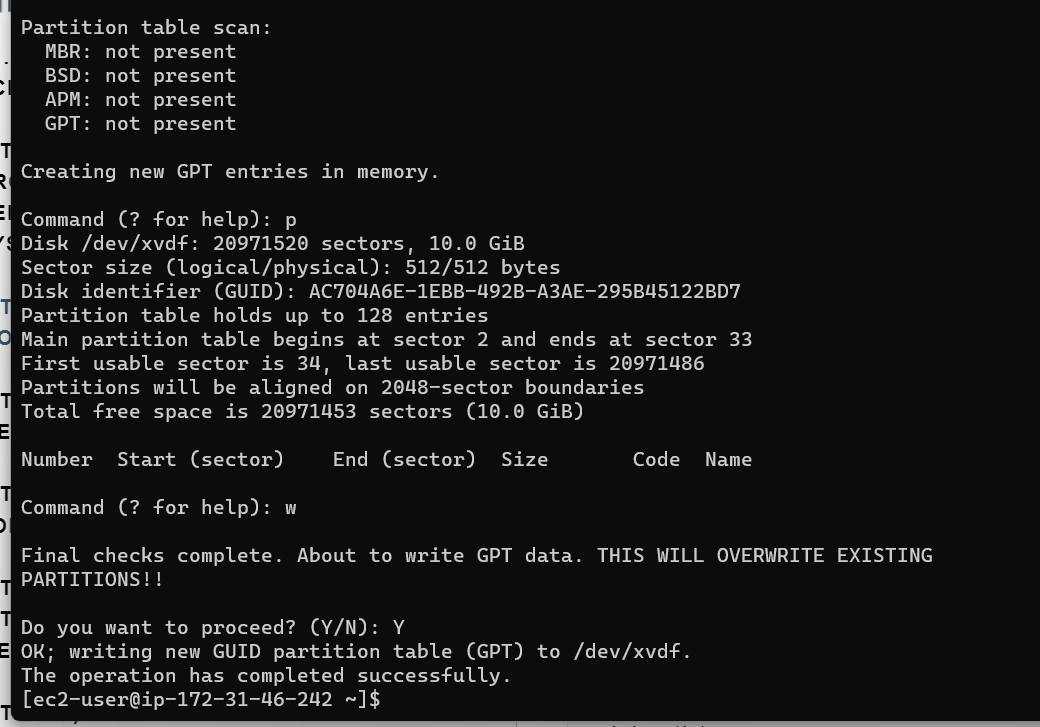 Partition table scan:
  MBR: not present
  BSD: not present
  APM: not present
  GPT: not present

Creating new GPT entries in memory.

Command (? for help): p
Disk /dev/xvdf: 20971520 sectors, 10.0 GiB
Sector size (logical/physical): 512/512 bytes
Disk identifier (GUID): AC704A6E-1EBB-492B-A3AE-295B45122BD7
Partition table holds up to 128 entries
Main partition table begins at sector 2 and ends at sector 33
First usable sector is 34, last usable sector is 20971486
Partitions will be aligned on 2048-sector boundaries
Total free space is 20971453 sectors (10.0 GiB)

Number  Start (sector)    End (sector)  Size       Code  Name

Command (? for help): w

Final checks complete. About to write GPT data. THIS WILL OVERWRITE EXISTING
PARTITIONS!!

Do you want to proceed? (Y/N): Y
OK; writing new GUID partition table (GPT) to /dev/xvdf.
The operation has completed successfully.
[ec2-user@ip-172-31-46-242 ~]$